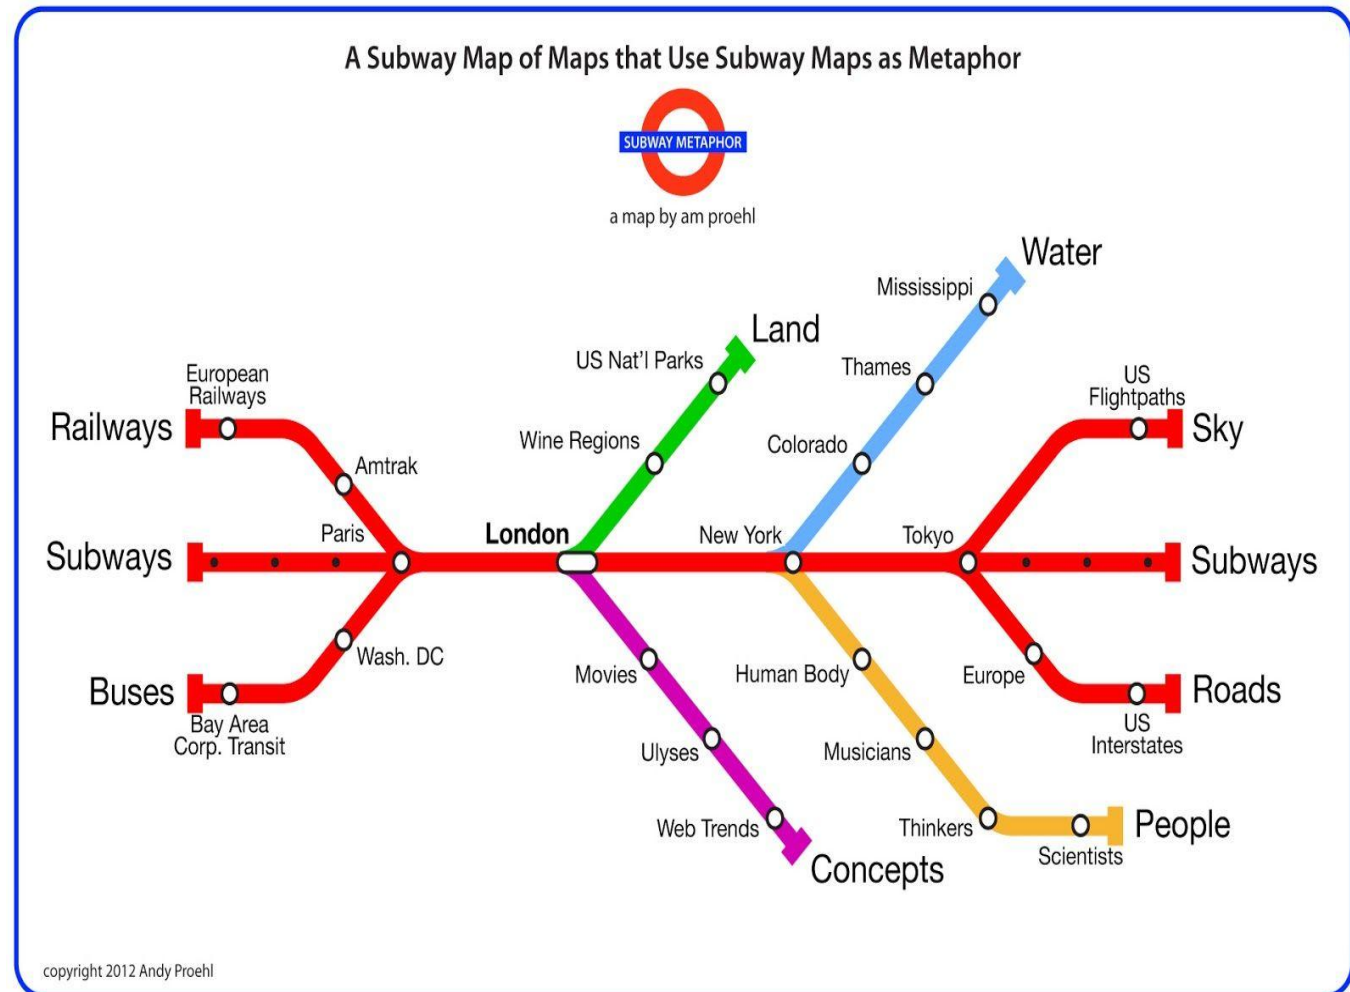 A Subway Map of Maps that Use Subway Maps as Metaphor
SUBWAY METAPHOR
a map by am proehl
Water
Mississippi
Land
US Nat'l Parks
Thames
European
Railways
US
Flightpaths
Railways
Sky
Wine Regions
Colorado
Amtrak
Paris
London
New York
Tokyo
Subways
Subways
Wash. DC
Movies
Human Body
Europe
Buses
Roads
Bay Area
Corp. Transit
US
Interstates
Ulyses
Musicians
Web Trends
Thinkers
People
Scientists
Concepts
copyright 2012 Andy Proehl